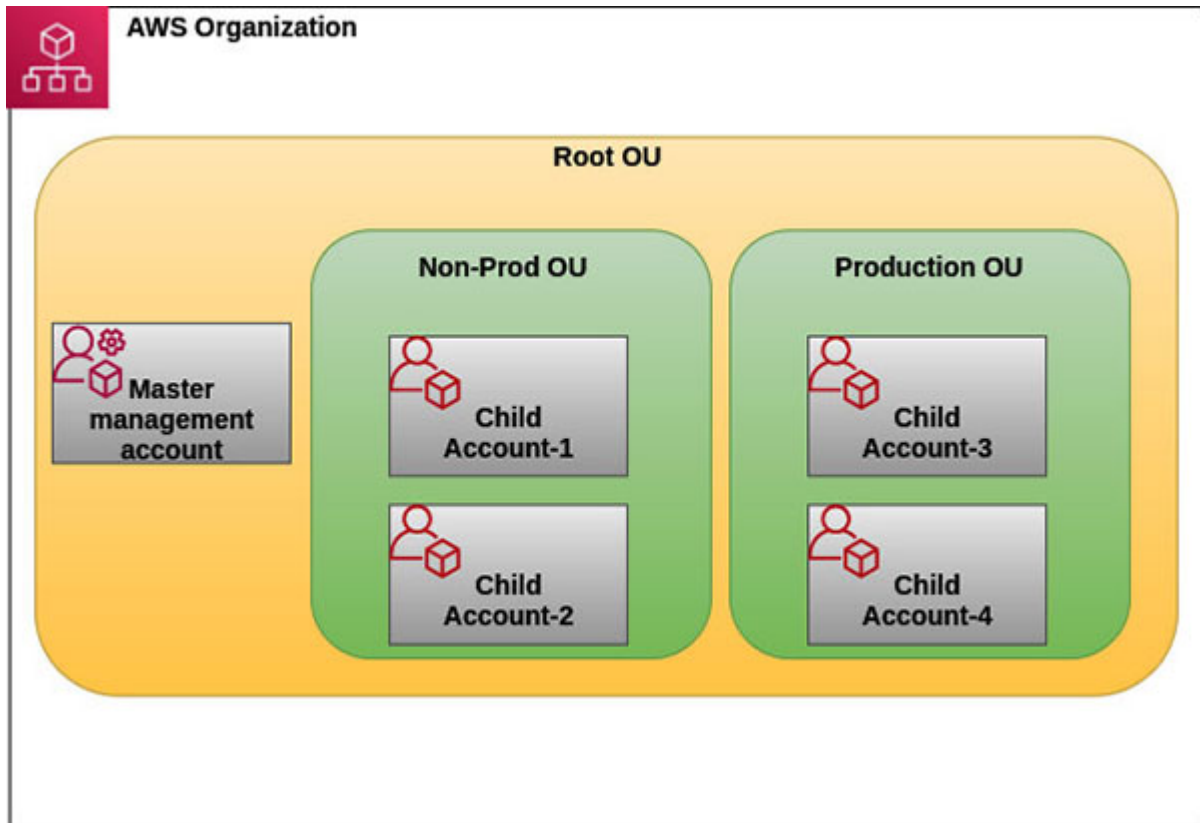 AWS Organization
Root OU
Non-Prod OU
Production OU
Master
management
account
Child
Account-1
Child
Account-3
Child
Account-2
Child
Account-4